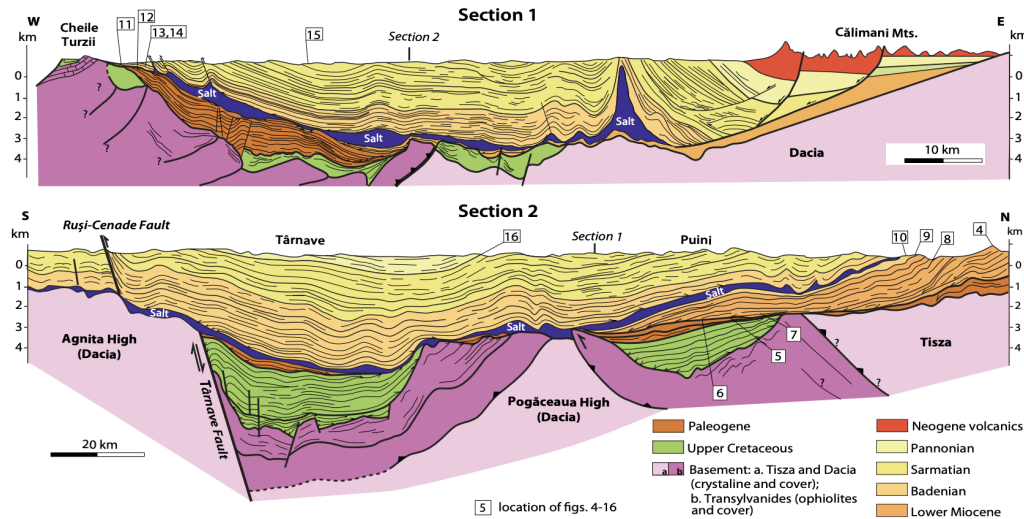 Section 1
W
E
km
km
Cheile
Turzii
11
12
13,14
15
Section 2
Călimani Mts.
0
1
2
3
4
0
1
2
3
4
?
?
?
Salt
Salt
Salt
Dacia
10 km
Section 2
S
N
km
km
Ruși-Cenade Fault
Târnave
16
Section 1
Puini
10
9
8
4
0
1
2
3
4
0
1
2
3
4
Salt
Salt
Salt
Agnita High
(Dacia)
Târnave Fault
Pogăceaua High
(Dacia)
Tisza
7
5
6
?
?
?
20 km
Paleogene
Upper Cretaceous
a b Basement: a. Tisza and Dacia
(crystaline and cover);
b. Transylvanides (ophiolites
and cover)
5 location of figs. 4-16
Neogene volcanics
Pannonian
Sarmatian
Badenian
Lower Miocene